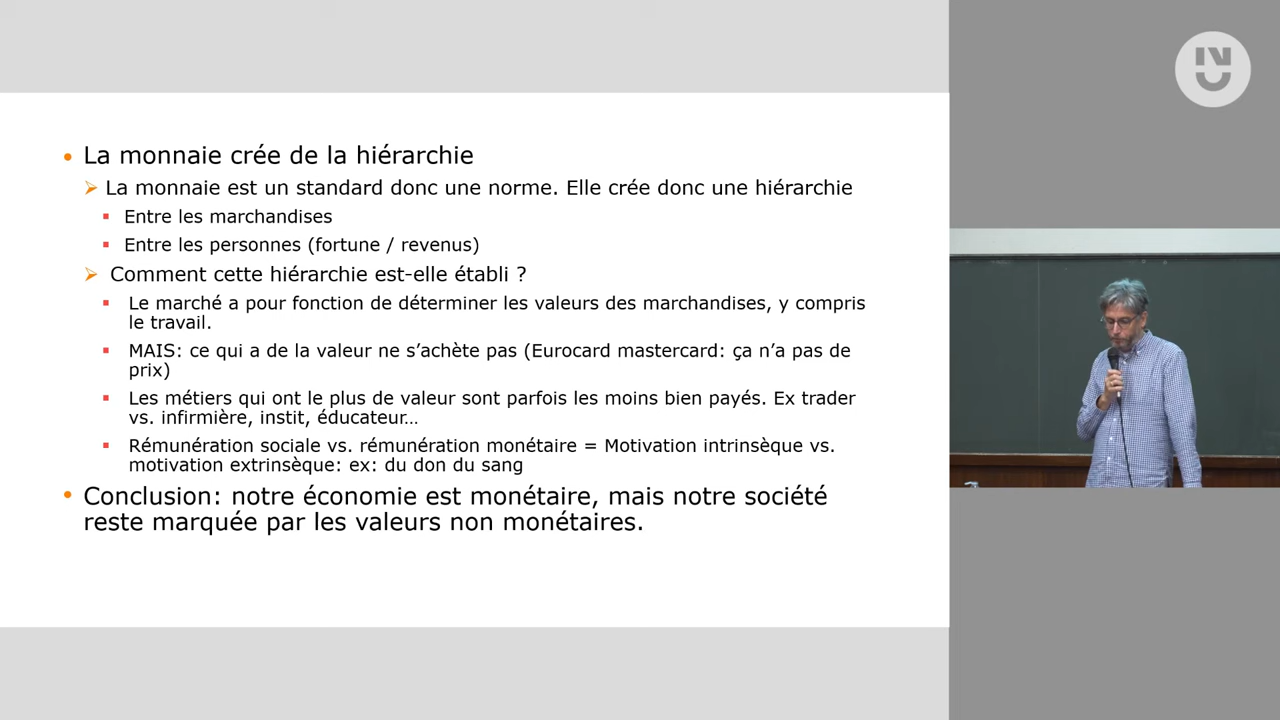 La monnaie crée de la hiérarchie
La monnaie est un standard donc une norme. Elle crée donc une hiérarchie
Entre les marchandises
Entre les personnes (fortune / revenus)
Comment cette hiérarchie est-elle établi ?
Le marché a pour fonction de déterminer les valeurs des marchandises, y compris
le travail.
MAIS: ce qui a de la valeur ne s’achète pas (Eurocard mastercard: ça n’a pas de
prix)
Les métiers qui ont le plus de valeur sont parfois les moins bien payés. Ex trader
vs. infirmière, instit, éducateur…
Rémunération sociale vs. rémunération monétaire = Motivation intrinsèque vs.
motivation extrinsèque: ex: du don du sang
Conclusion: notre économie est monétaire, mais notre société
reste marquée par les valeurs non monétaires.